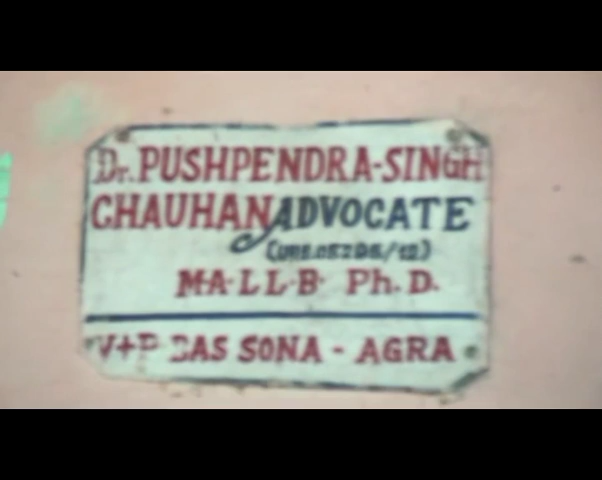 Dr. PUSHPENDRA-SINGH
CHAUHAN ADVOCATE
MA-LL-B Ph.D.
V+P- BAS SONA - AGRA